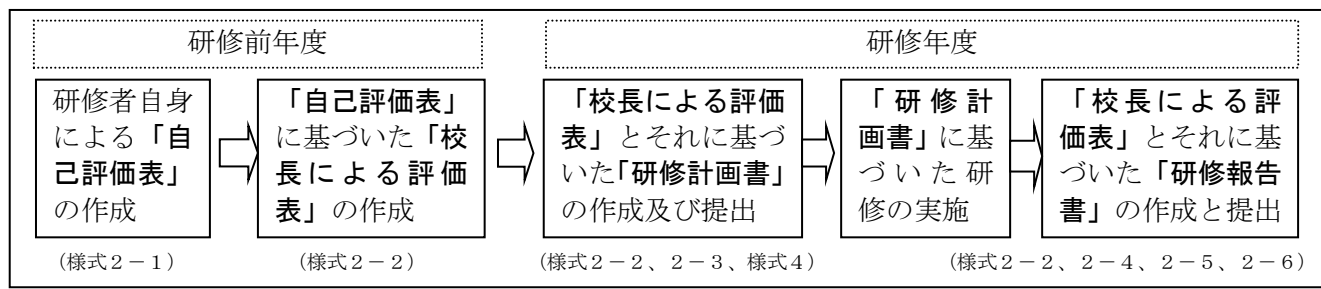 研修前年度
研修年度
研修者自身
による「自
己評価表」
の作成
「自己評価表」
に基づいた「校
長による評価
表」の作成
「校長による評価
表」とそれに基づ
いた「研修計画書」
の作成及び提出
「研修計
画書」に基
づいた研
修の実施
「校長による評
価表」とそれに基
づいた「研修報告
書」の作成と提出
(様式２－１)
(様式２－２)
(様式２－２、２－３、様式４)
(様式２－２、２－４、２－５、２－６)